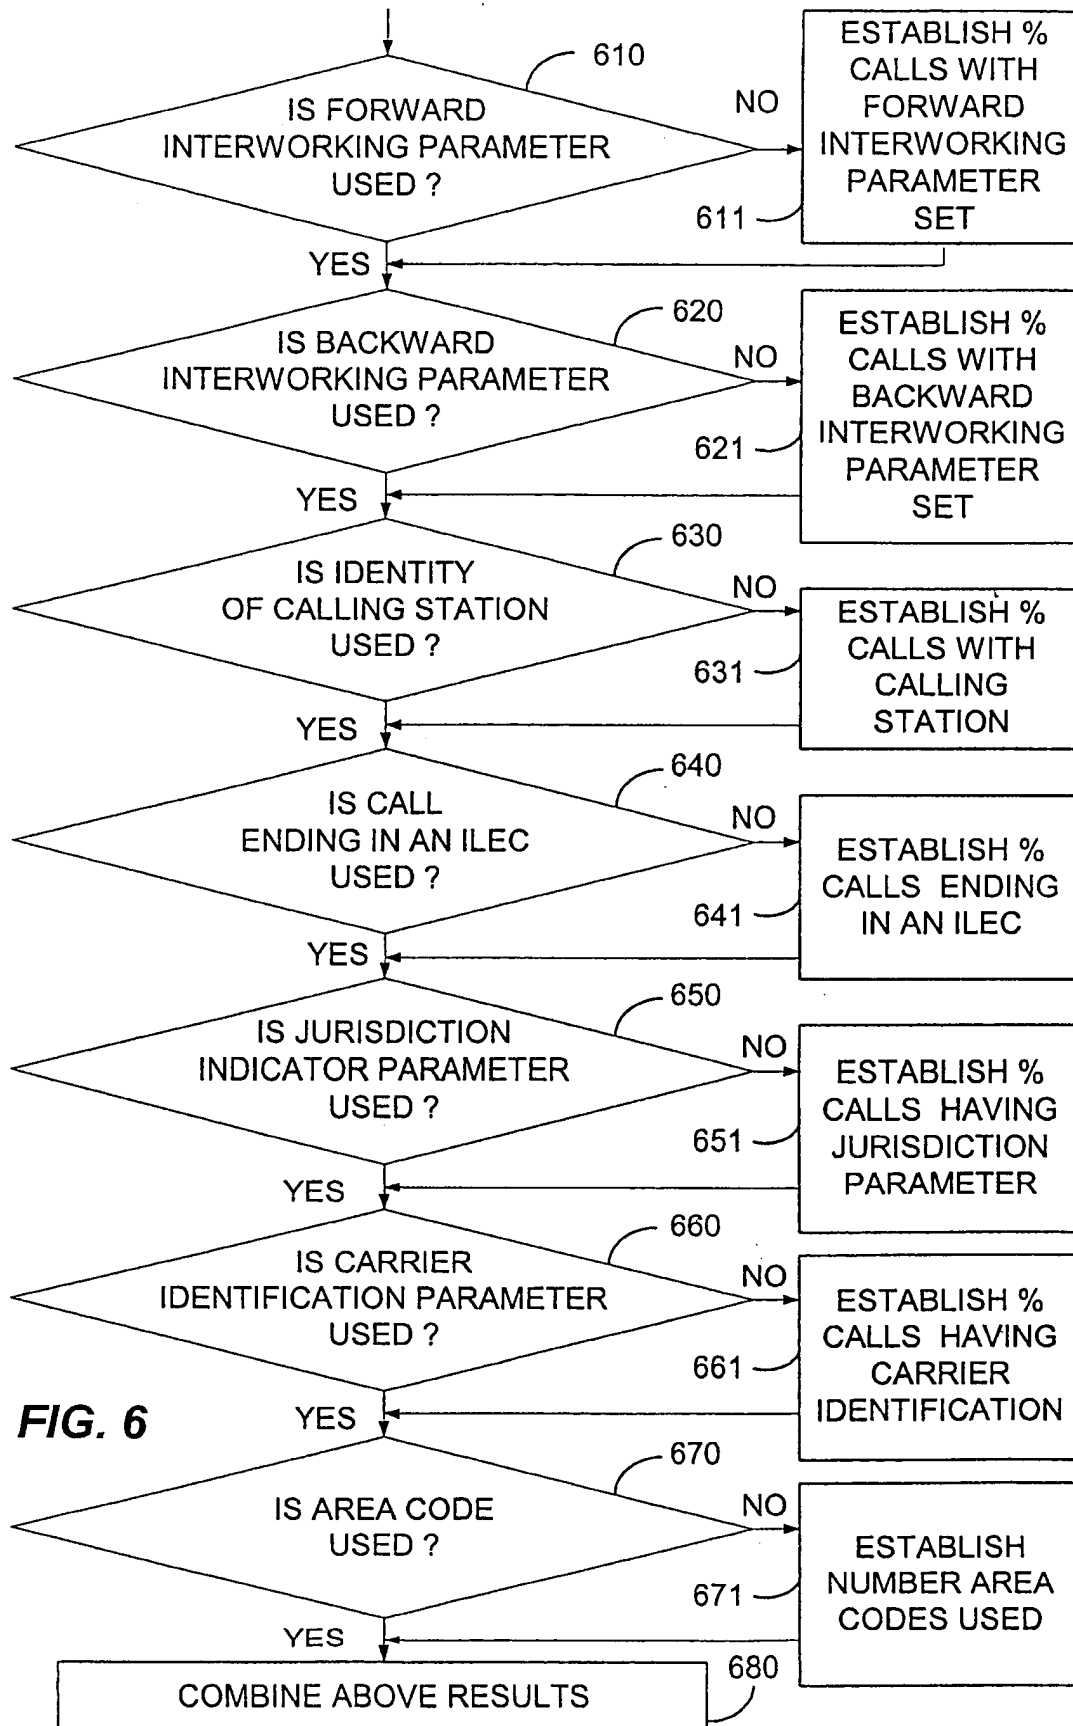 610
IS FORWARD
INTERWORKING PARAMETER
USED ?
NO
ESTABLISH %
CALLS WITH
FORWARD
INTERWORKING
PARAMETER
SET
611
YES
620
IS BACKWARD
INTERWORKING PARAMETER
USED ?
NO
ESTABLISH %
CALLS WITH
BACKWARD
INTERWORKING
PARAMETER
SET
621
YES
630
IS IDENTITY
OF CALLING STATION
USED ?
NO
ESTABLISH %
CALLS WITH
CALLING
STATION
631
YES
640
IS CALL
ENDING IN AN ILEC
USED ?
NO
ESTABLISH %
CALLS ENDING
IN AN ILEC
641
YES
650
IS JURISDICTION
INDICATOR PARAMETER
USED ?
NO
ESTABLISH %
CALLS HAVING
JURISDICTION
PARAMETER
651
YES
660
IS CARRIER
IDENTIFICATION PARAMETER
USED ?
NO
ESTABLISH %
CALLS HAVING
CARRIER
IDENTIFICATION
661
YES
FIG. 6
670
IS AREA CODE
USED ?
NO
ESTABLISH
NUMBER AREA
CODES USED
671
YES
680
COMBINE ABOVE RESULTS